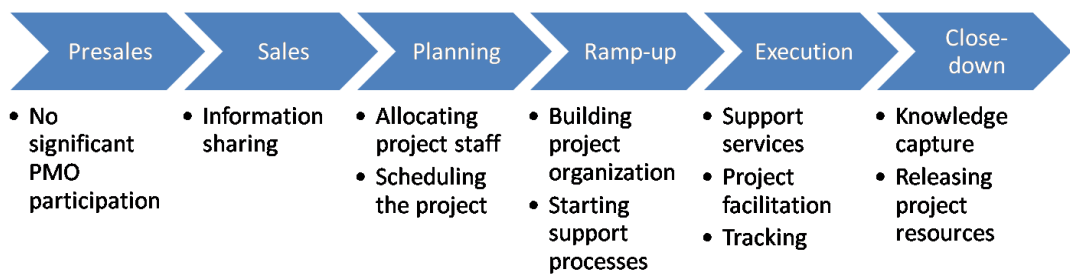 Presales
Sales
Planning
Ramp-up
Execution
Close-
down
• No
significant
PMO
participation
• Information
sharing
• Allocating
project staff
• Scheduling
the project
• Building
project
organization
• Starting
support
processes
• Support
services
• Project
facilitation
• Tracking
• Knowledge
capture
• Releasing
project
resources